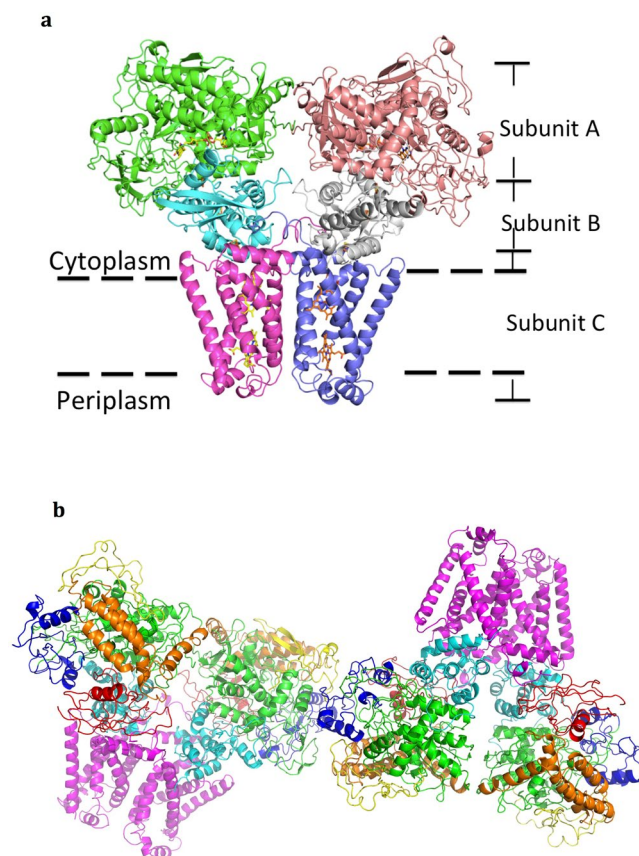 a
Subunit A
Subunit B
Cytoplasm
Subunit C
Periplasm
b